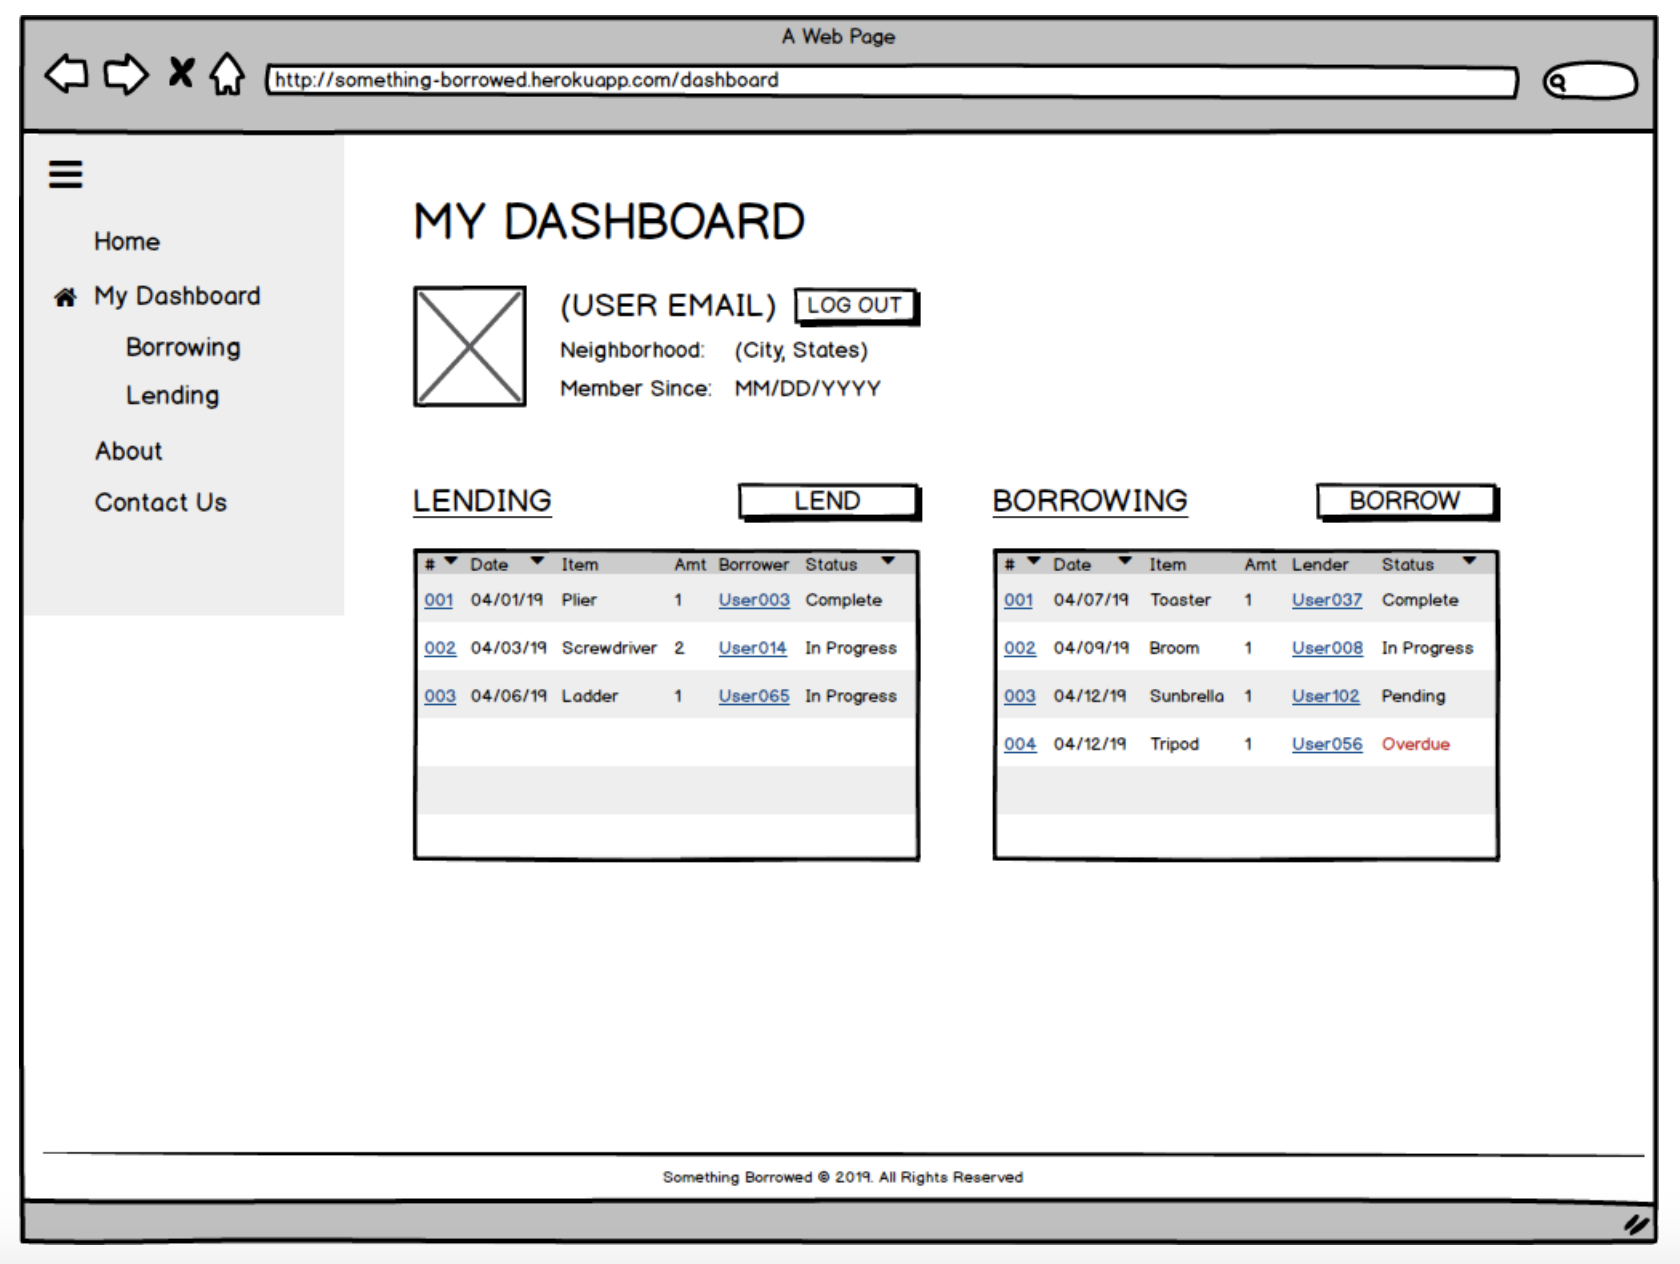 A Web Page
http://something-borrowed.herokuapp.com/dashboard
Home
My Dashboard
Borrowing
Lending
About
Contact Us
MY DASHBOARD
(USER EMAIL) LOG OUT
Neighborhood: (City, States)
Member Since: MM/DD/YYYY
LENDING LEND
# Date Item Amt Borrower Status
001 04/01/19 Plier 1 User003 Complete
002 04/03/19 Screwdriver 2 User014 In Progress
003 04/06/19 Ladder 1 User065 In Progress
BORROWING BORROW
# Date Item Amt Lender Status
001 04/07/19 Toaster 1 User037 Complete
002 04/09/19 Broom 1 User008 In Progress
003 04/12/19 Sunbrella 1 User102 Pending
004 04/12/19 Tripod 1 User056 Overdue
Something Borrowed © 2019. All Rights Reserved